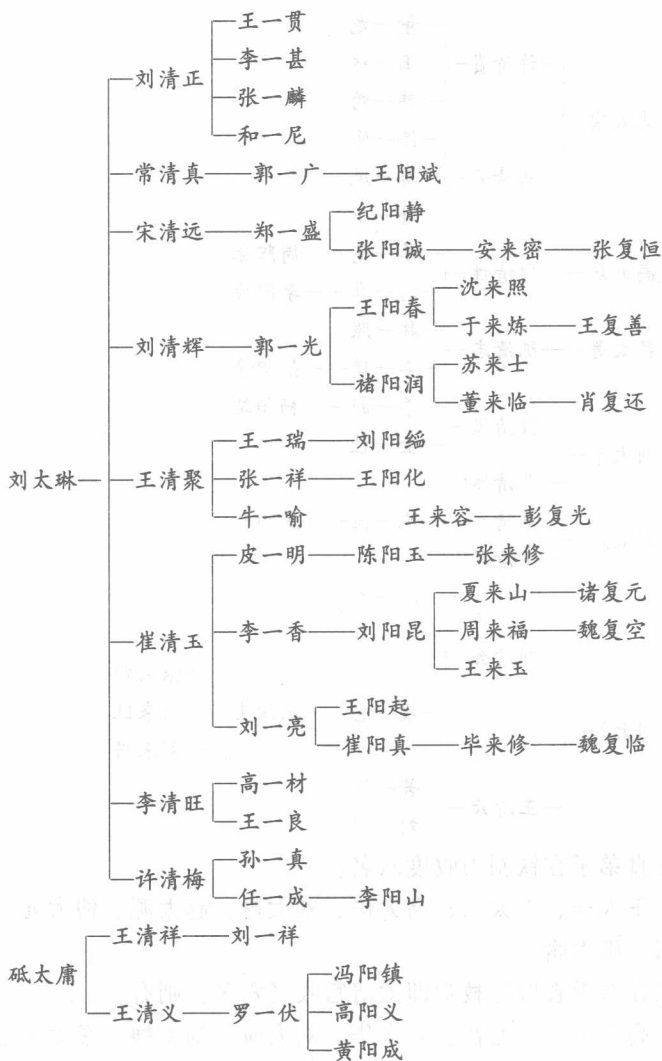 王一贯
刘清正 李一甚
张一麟
和一尼
常清真 郭一广 王阳斌
宋清远 郑一盛 纪阳静
张阳诚 安来密 张复恒
王阳春 沈来照
于来炼 王复善
刘清辉 郭一光
褚阳润 苏来士
董来临 肖复还
王一瑞 刘阳緇
刘太琳 王清聚 张一祥 王阳化
牛一喻 王来容 彭复光
皮一明 陈阳玉 张来修
夏来山 诸复元
崔清玉 李一香 刘阳昆 周来福 魏复空
王来玉
刘一亮 王阳起
崔阳真 毕来修 魏复临
李清旺 高一材
王一良
许清梅 孙一真
任一成 李阳山
王清祥 刘一祥
砥太庸
冯阳镇
王清义 罗一伏 高阳义
黄阳成